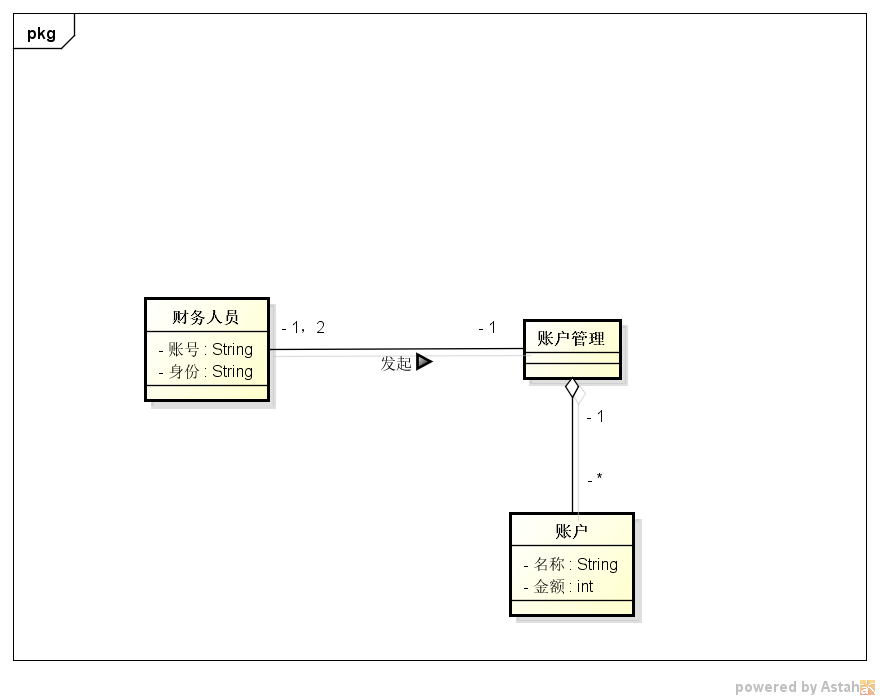 pkg
财务人员
- 账号 : String
- 身份 : String
- 1，2
- 1
发起
账户管理
- 1
- *
账户
- 名称 : String
- 金额 : int
powered by Astah